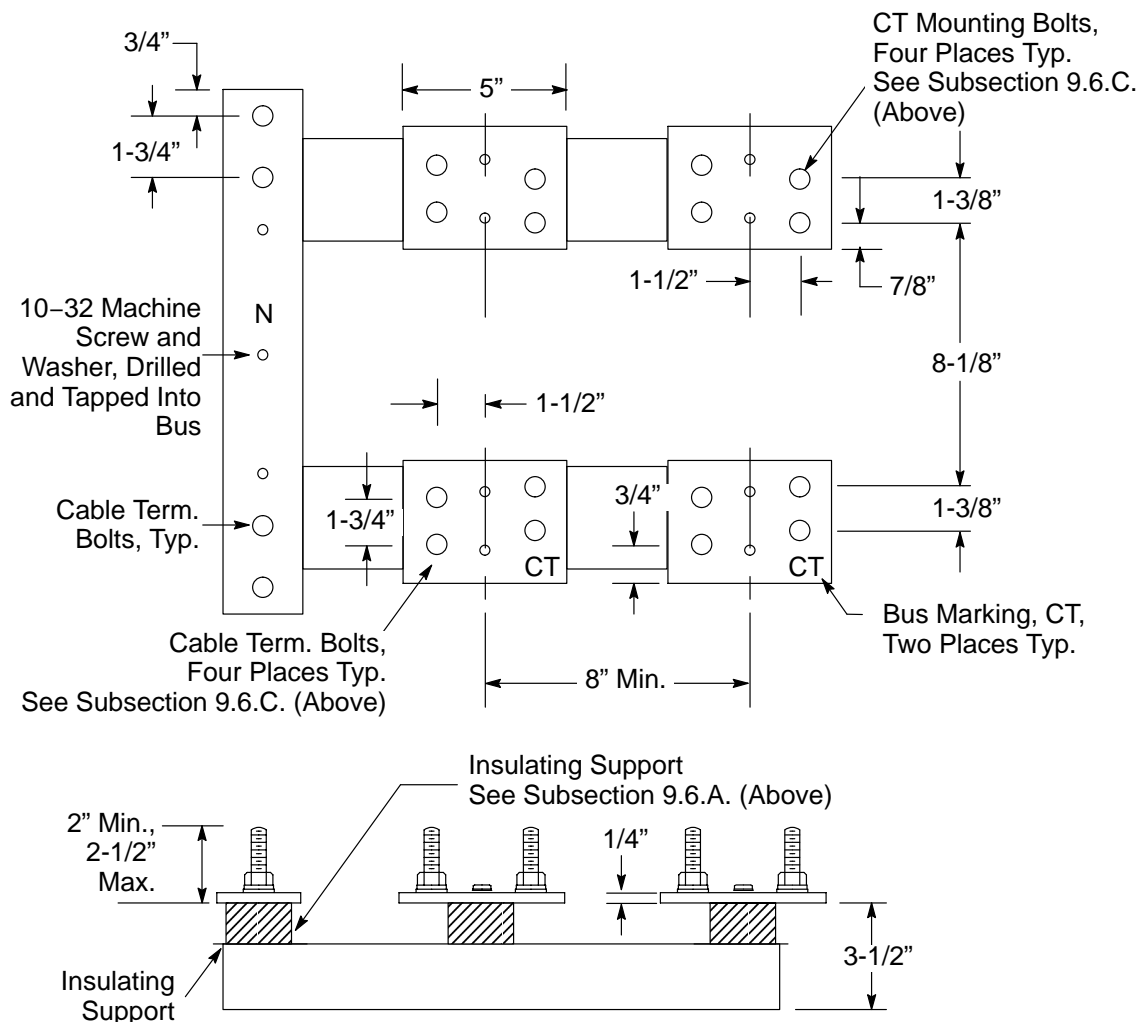 3/4”
5”
CT Mounting Bolts,
Four Places Typ.
See Subsection 9.6.C.
(Above)
1-3/4”
1-3/8”
1-1/2”
7/8”
10–32 Machine
Screw and
Washer, Drilled
and Tapped Into
Bus
N
8-1/8”
1-1/2”
Cable Term.
Bolts, Typ.
1-3/4”
3/4”
1-3/8”
CT
CT
Cable Term. Bolts,
Four Places Typ.
See Subsection 9.6.C. (Above)
Bus Marking, CT,
Two Places Typ.
8” Min.
Insulating Support
See Subsection 9.6.A. (Above)
2” Min.,
2-1/2”
Max.
1/4”
3-1/2”
Insulating
Support